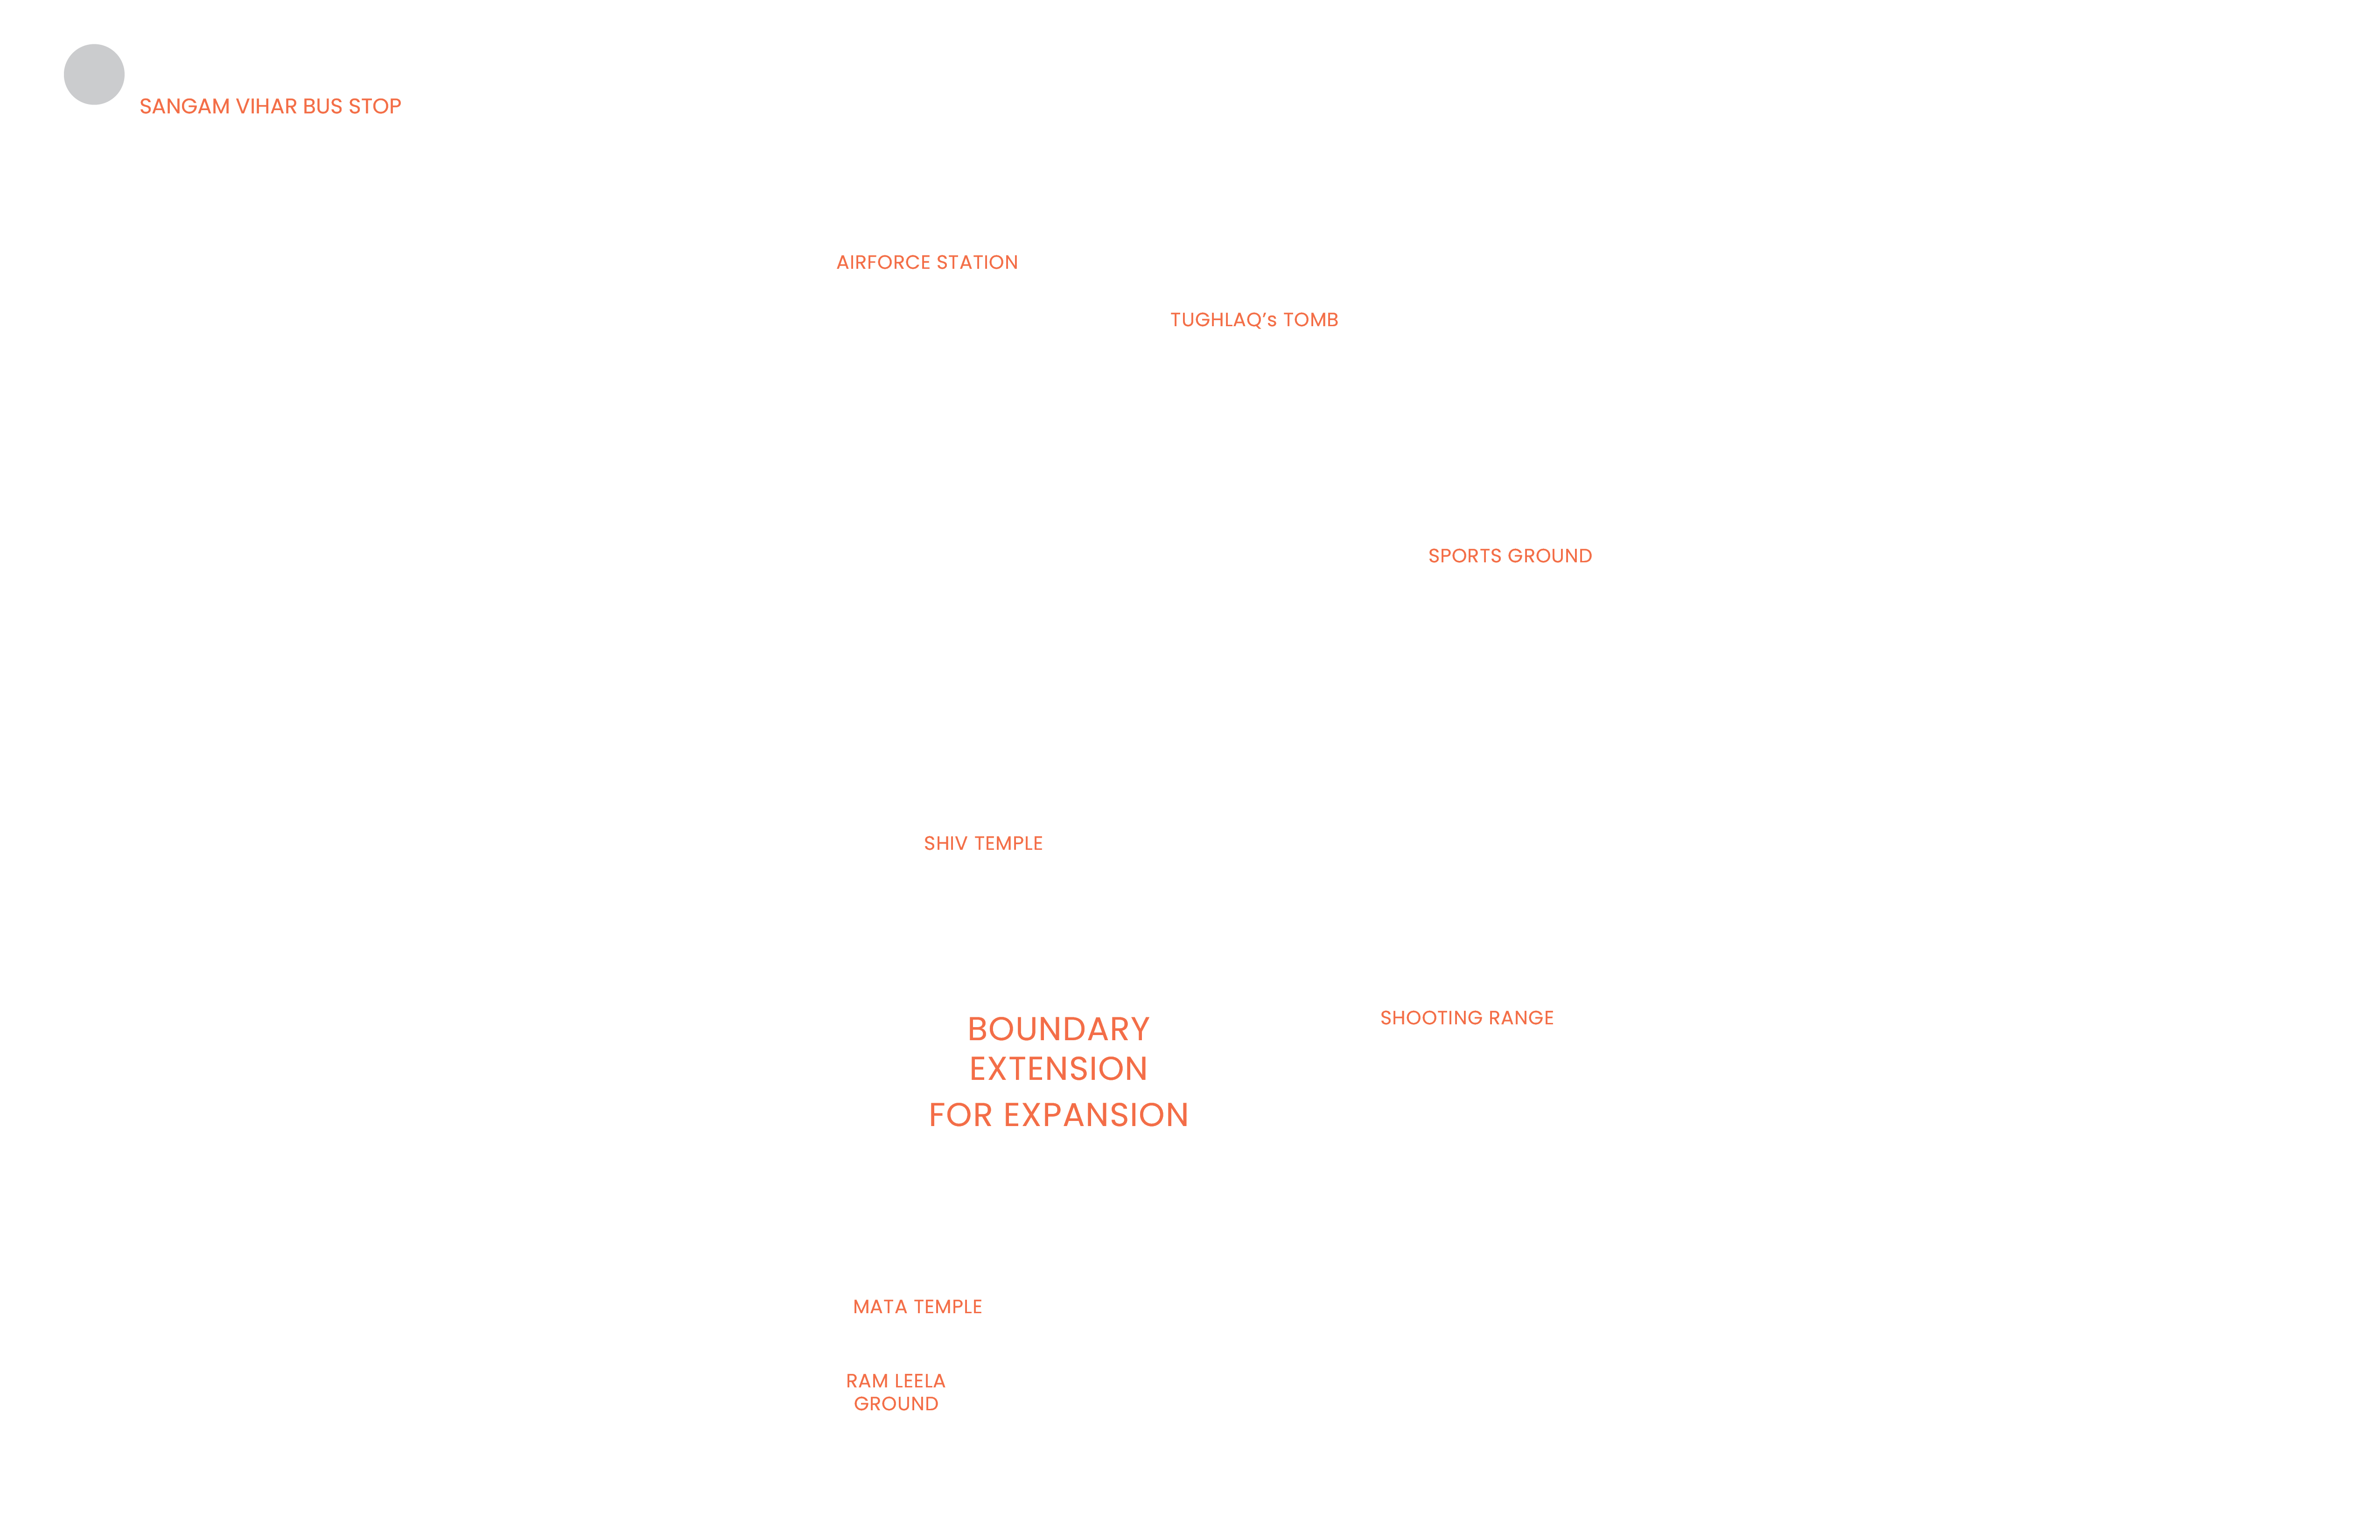 SANGAM VIHAR BUS STOP
AIRFORCE STATION
TUGHLAQ’s TOMB
SPORTS GROUND
SHIV TEMPLE
BOUNDARY
EXTENSION
FOR EXPANSION
SHOOTING RANGE
MATA TEMPLE
RAM LEELA
GROUND